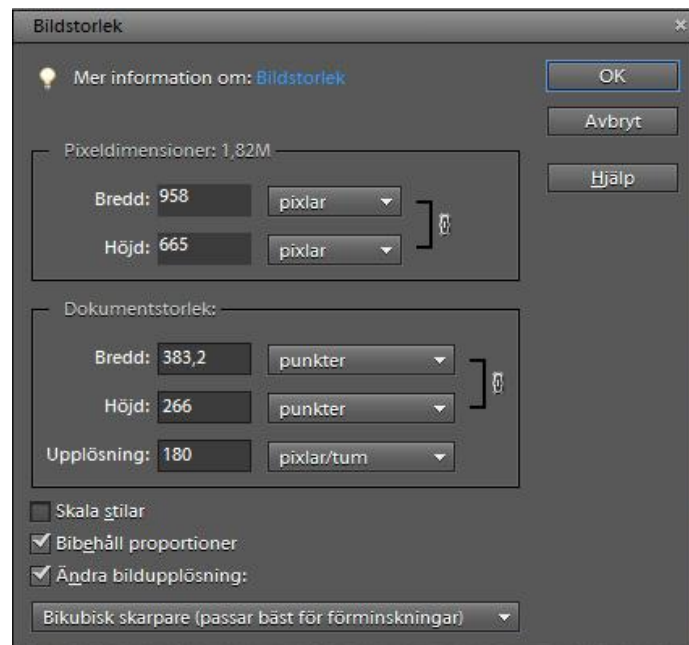 Bildstorlek
Mer information om: Bildstorlek
OK
Avbryt
Hjälp
Pixeldimensioner: 1,82M
Bredd: 958 pixlar
Höjd: 665 pixlar
Dokumentstorlek:
Bredd: 383,2 punkter
Höjd: 266 punkter
Upplösning: 180 pixlar/tum
Skala stilar
Bibehåll proportioner
Ändra bildupplösning:
Bikubisk skarpare (passar bäst för förminskningar)